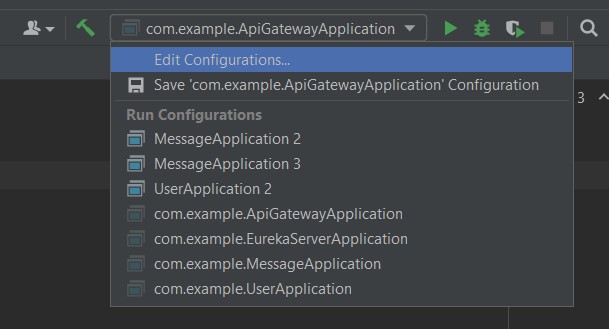 com.example.ApiGatewayApplication
Edit Configurations...
Save 'com.example.ApiGatewayApplication' Configuration
3
Run Configurations
MessageApplication 2
MessageApplication 3
UserApplication 2
com.example.ApiGatewayApplication
com.example.EurekaServerApplication
com.example.MessageApplication
com.example.UserApplication